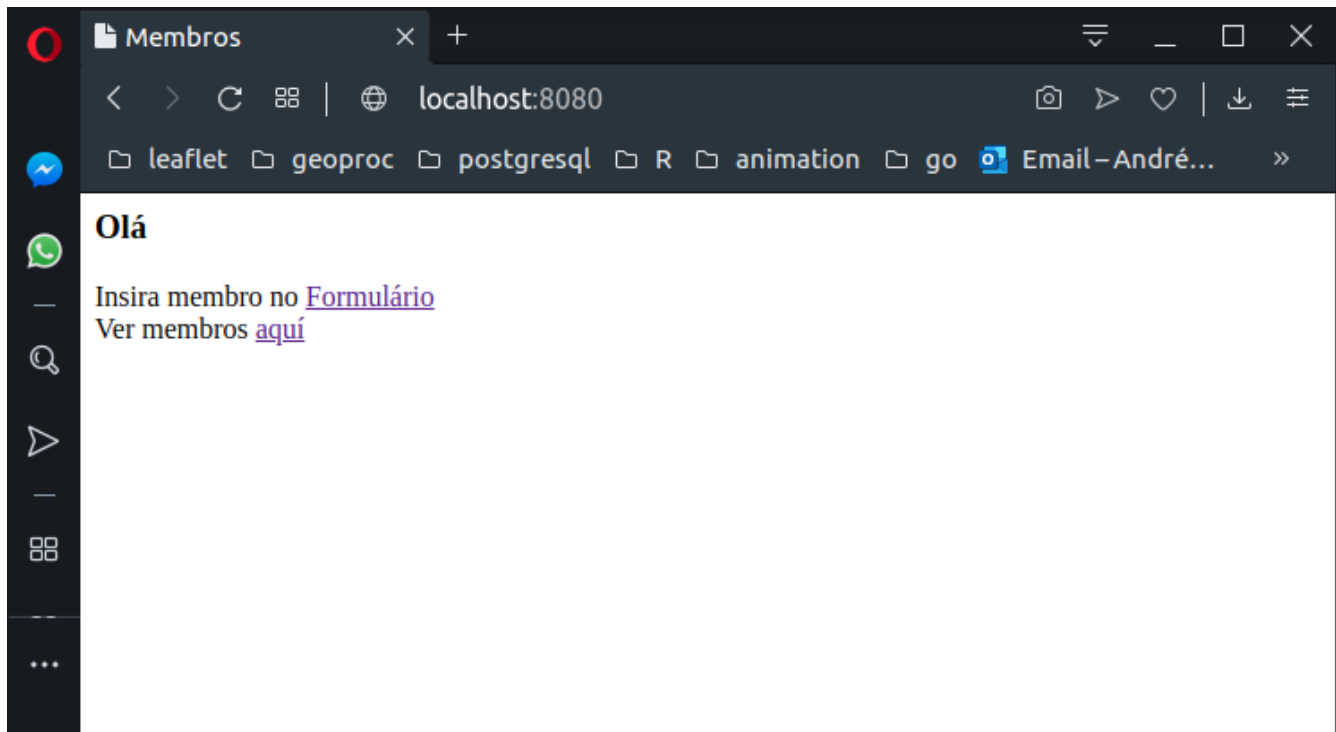 Membros
localhost:8080
leaflet geoproc postgresql R animation go Email – André...
Olá
Insira membro no Formulário
Ver membros aquí